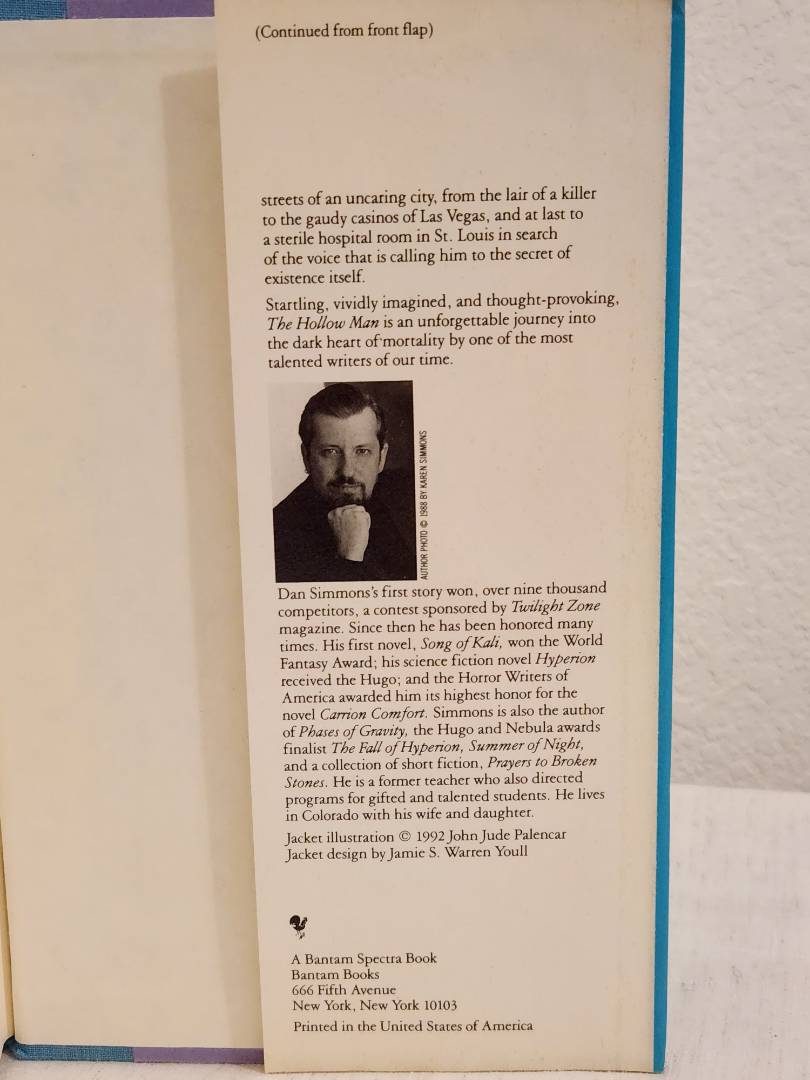 (Continued from front flap)
streets of an uncaring city, from the lair of a killer
to the gaudy casinos of Las Vegas, and at last to
a sterile hospital room in St. Louis in search
of the voice that is calling him to the secret of
existence itself.
Startling, vividly imagined, and thought-provoking,
The Hollow Man is an unforgettable journey into
the dark heart of mortality by one of the most
talented writers of our time.
AUTHOR PHOTO © 1988 BY KAREN SIMMONS
Dan Simmons's first story won, over nine thousand
competitors, a contest sponsored by Twilight Zone
magazine. Since then he has been honored many
times. His first novel, Song of Kali, won the World
Fantasy Award; his science fiction novel Hyperion
received the Hugo; and the Horror Writers of
America awarded him its highest honor for the
novel Carrion Comfort. Simmons is also the author
of Phases of Gravity, the Hugo and Nebula awards
finalist The Fall of Hyperion, Summer of Night,
and a collection of short fiction, Prayers to Broken
Stones. He is a former teacher who also directed
programs for gifted and talented students. He lives
in Colorado with his wife and daughter.
Jacket illustration © 1992 John Jude Palencar
Jacket design by Jamie S. Warren Youll
A Bantam Spectra Book
Bantam Books
666 Fifth Avenue
New York, New York 10103
Printed in the United States of America